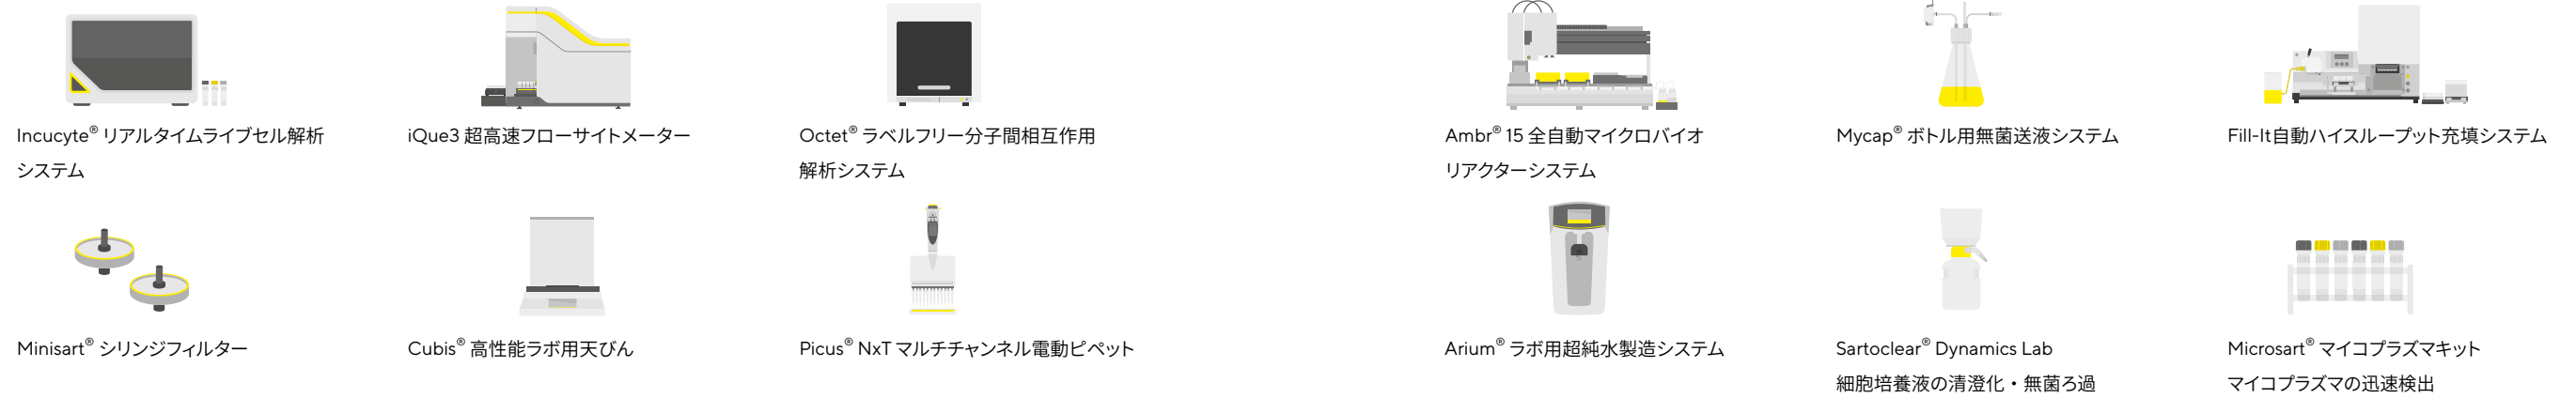 Incucyte® リアルタイムライブセル解析
システム
iQue3 超高速フローサイトメーター
Octet® ラベルフリー分子間相互作用
解析システム
Ambr® 15 全自動マイクロバイオ
リアクターシステム
Mycap® ボトル用無菌送液システム
Fill-It自動ハイスループット充填システム
Minisart® シリンジフィルター
Cubis® 高性能ラボ用天びん
Picus® NxT マルチチャンネル電動ピペット
Arium® ラボ用超純水製造システム
Sartoclear® Dynamics Lab
細胞培養液の清澄化・無菌ろ過
Microsart® マイコプラズマキット
マイコプラズマの迅速検出